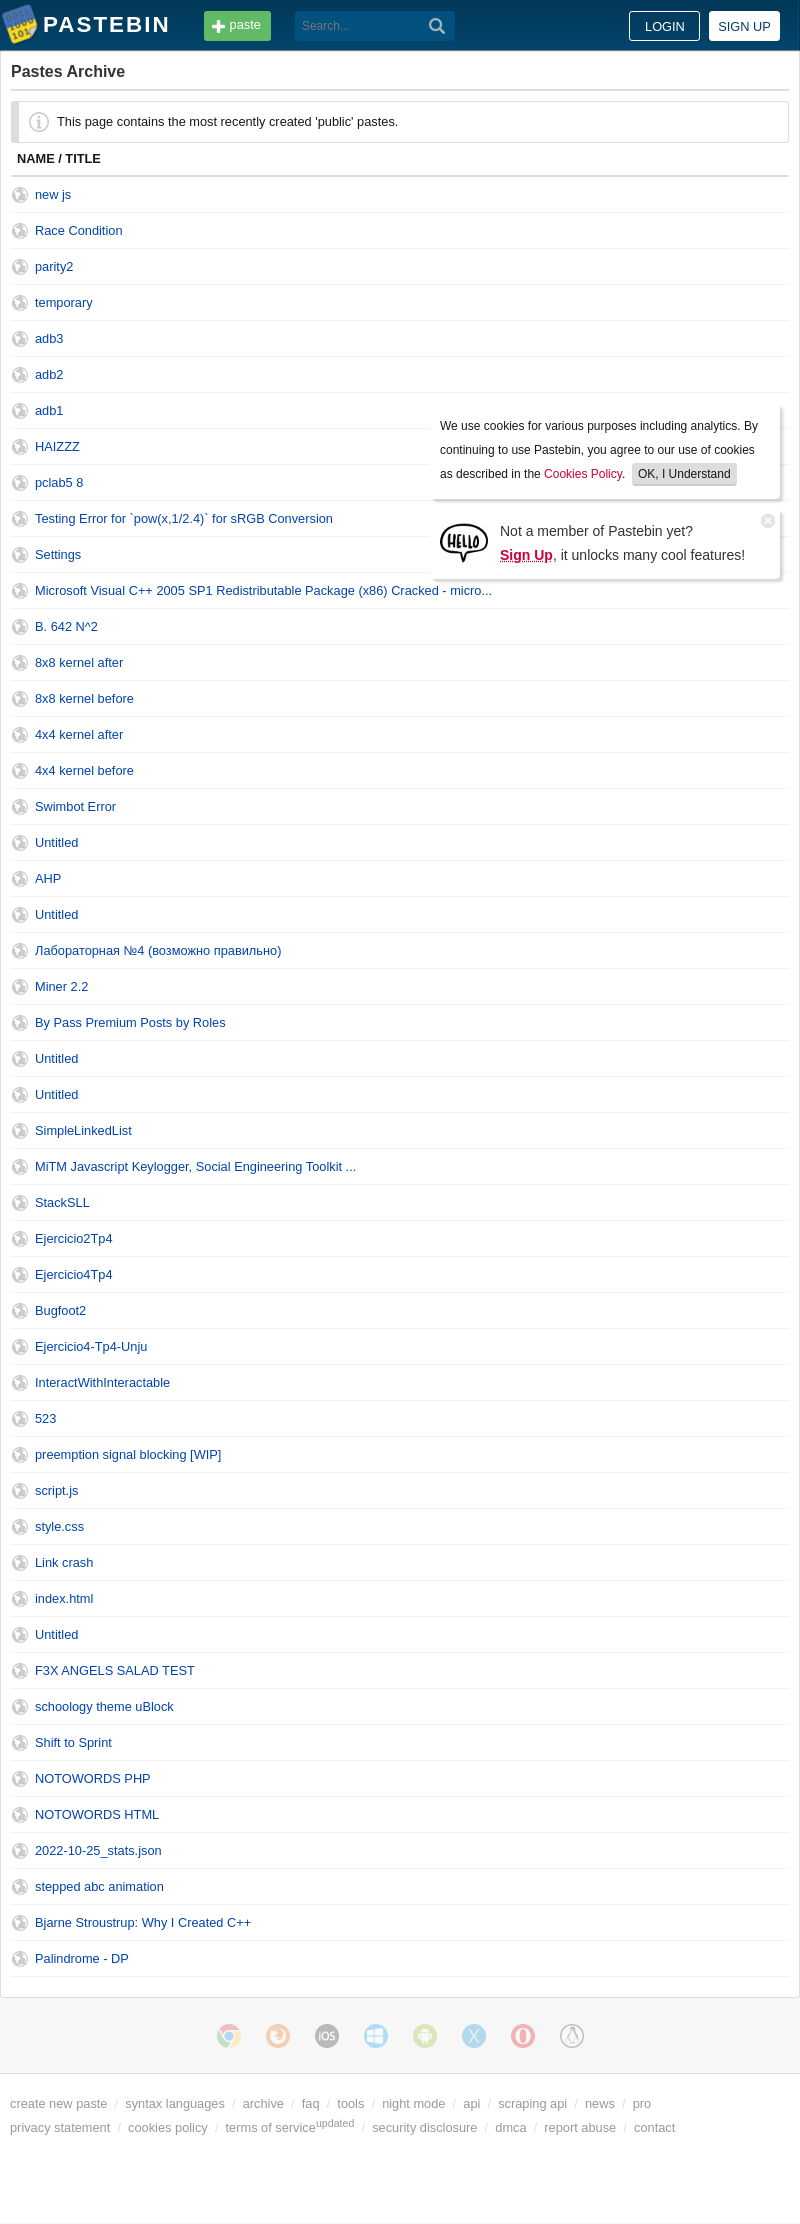 PASTEBIN
paste
Search...
LOGIN
SIGN UP
Pastes Archive
This page contains the most recently created 'public' pastes.
NAME / TITLE
new js
Race Condition
parity2
temporary
adb3
adb2
adb1
HAIZZZ
pclab5 8
Testing Error for `pow(x,1/2.4)` for sRGB Conversion
Settings
Microsoft Visual C++ 2005 SP1 Redistributable Package (x86) Cracked - micro...
We use cookies for various purposes including analytics. By
continuing to use Pastebin, you agree to our use of cookies
as described in the Cookies Policy. OK, I Understand
HELLO
Not a member of Pastebin yet?
Sign Up, it unlocks many cool features!
B. 642 N^2
8x8 kernel after
8x8 kernel before
4x4 kernel after
4x4 kernel before
Swimbot Error
Untitled
AHP
Untitled
Лабораторная №4 (возможно правильно)
Miner 2.2
By Pass Premium Posts by Roles
Untitled
Untitled
SimpleLinkedList
MiTM Javascript Keylogger, Social Engineering Toolkit ...
StackSLL
Ejercicio2Tp4
Ejercicio4Tp4
Bugfoot2
Ejercicio4-Tp4-Unju
InteractWithInteractable
523
preemption signal blocking [WIP]
script.js
style.css
Link crash
index.html
Untitled
F3X ANGELS SALAD TEST
schoology theme uBlock
Shift to Sprint
NOTOWORDS PHP
NOTOWORDS HTML
2022-10-25_stats.json
stepped abc animation
Bjarne Stroustrup: Why I Created C++
Palindrome - DP
iOS
create new paste / syntax languages / archive / faq / tools / night mode / api / scraping api / news / pro
privacy statement / cookies policy / terms of serviceupdated / security disclosure / dmca / report abuse / contact